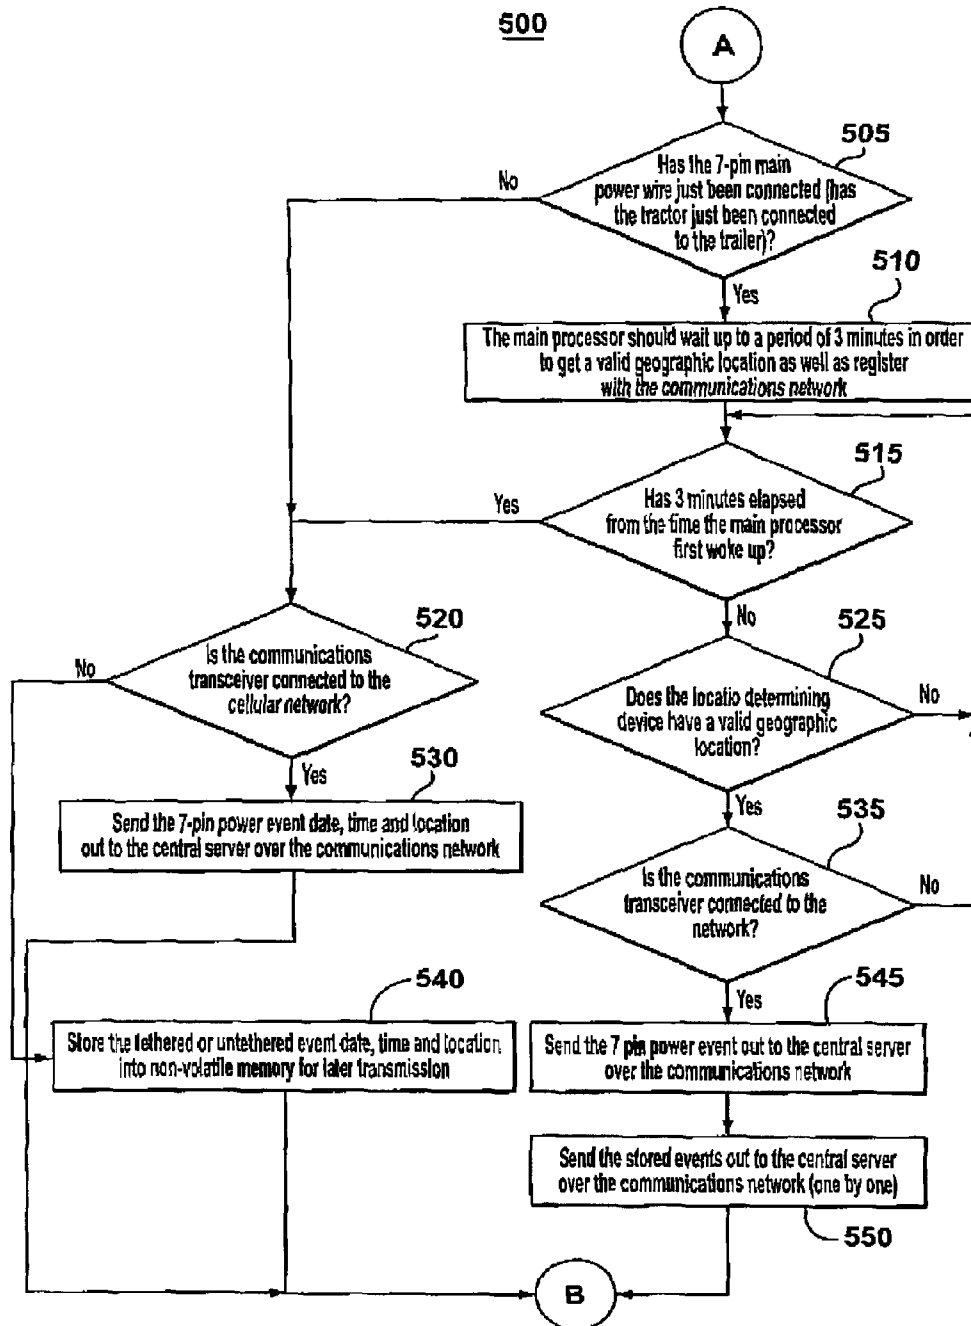 500
A
505
Has the 7-pin main
power wire just been connected (has
the tractor just been connected
to the trailer)?
No
Yes
510
The main processor should wait up to a period of 3 minutes in order
to get a valid geographic location as well as register
with the communications network
515
Has 3 minutes elapsed
from the time the main processor
first woke up?
Yes
No
520
Is the communications
transceiver connected to the
cellular network?
No
Yes
525
Does the locatio determining
device have a valid geographic
location?
No
Yes
530
Send the 7-pin power event date, time and location
out to the central server over the communications network
535
Is the communications
transceiver connected to the
network?
No
Yes
540
Store the tethered or untethered event date, time and location
into non-volatile memory for later transmission
545
Send the 7 pin power event out to the central server
over the communications network
Send the stored events out to the central server
over the communications network (one by one)
550
B